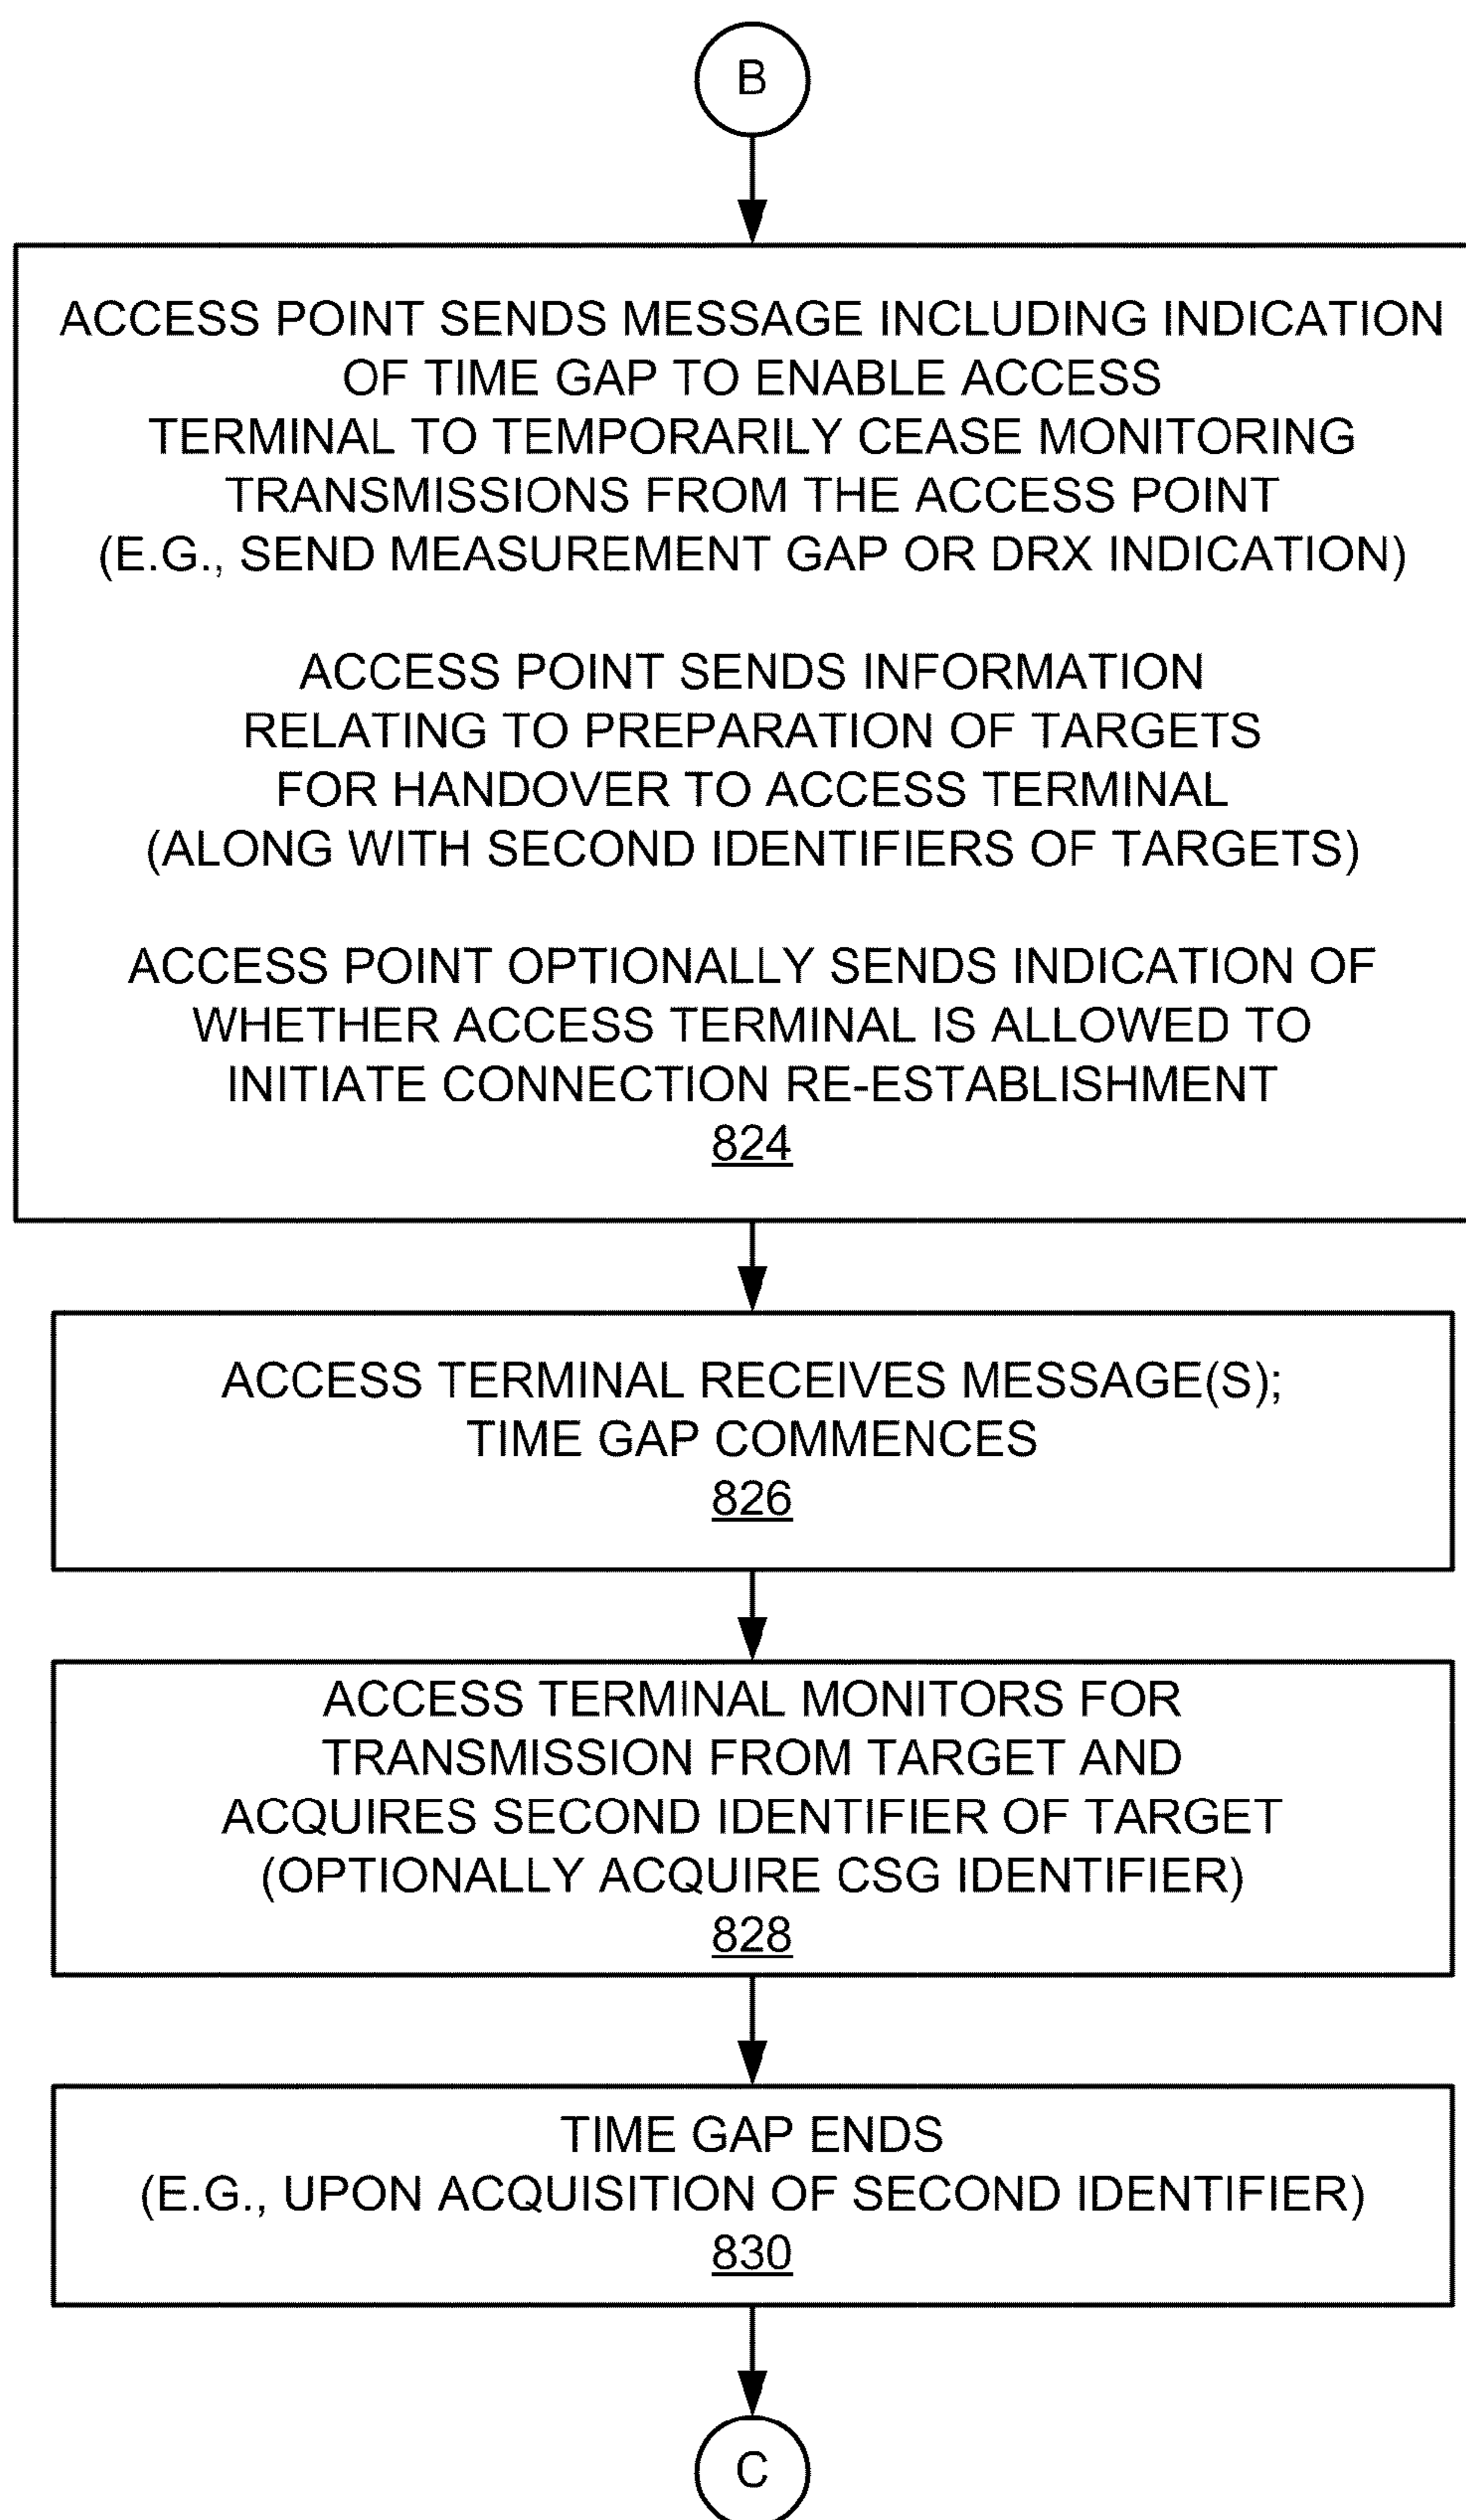 B
ACCESS POINT SENDS MESSAGE INCLUDING INDICATION
OF TIME GAP TO ENABLE ACCESS
TERMINAL TO TEMPORARILY CEASE MONITORING
TRANSMISSIONS FROM THE ACCESS POINT
(E.G., SEND MEASUREMENT GAP OR DRX INDICATION)
ACCESS POINT SENDS INFORMATION
RELATING TO PREPARATION OF TARGETS
FOR HANDOVER TO ACCESS TERMINAL
(ALONG WITH SECOND IDENTIFIERS OF TARGETS)
ACCESS POINT OPTIONALLY SENDS INDICATION OF
WHETHER ACCESS TERMINAL IS ALLOWED TO
INITIATE CONNECTION RE-ESTABLISHMENT
824
ACCESS TERMINAL RECEIVES MESSAGE(S);
TIME GAP COMMENCES
826
ACCESS TERMINAL MONITORS FOR
TRANSMISSION FROM TARGET AND
ACQUIRES SECOND IDENTIFIER OF TARGET
(OPTIONALLY ACQUIRE CSG IDENTIFIER)
828
TIME GAP ENDS
(E.G., UPON ACQUISITION OF SECOND IDENTIFIER)
830
C